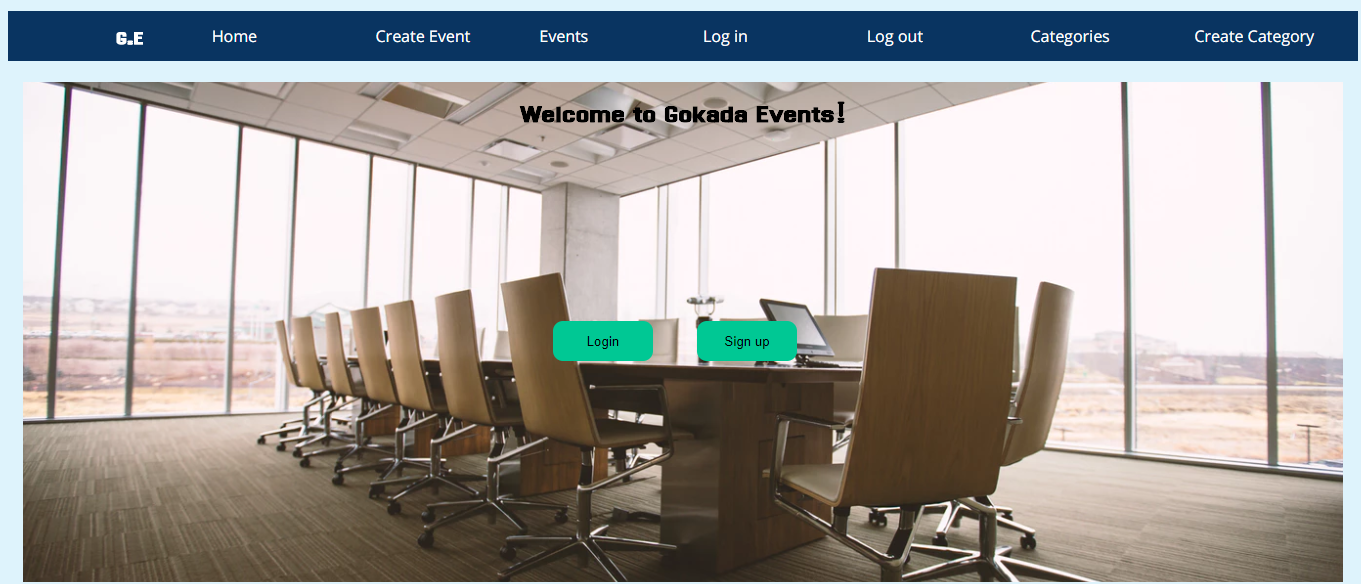 G.E Home Create Event Events Log in Log out Categories Create Category
Welcome to Gokada Events!
Login Sign up